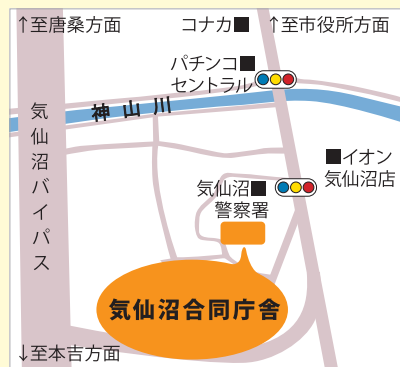 ↑至唐桑方面
コナカ■
↑至市役所方面
パチンコ■
セントラル
神山川
気仙沼バイパス
■イオン
気仙沼店
気仙沼■
警察署
気仙沼合同庁舎
↓至本吉方面